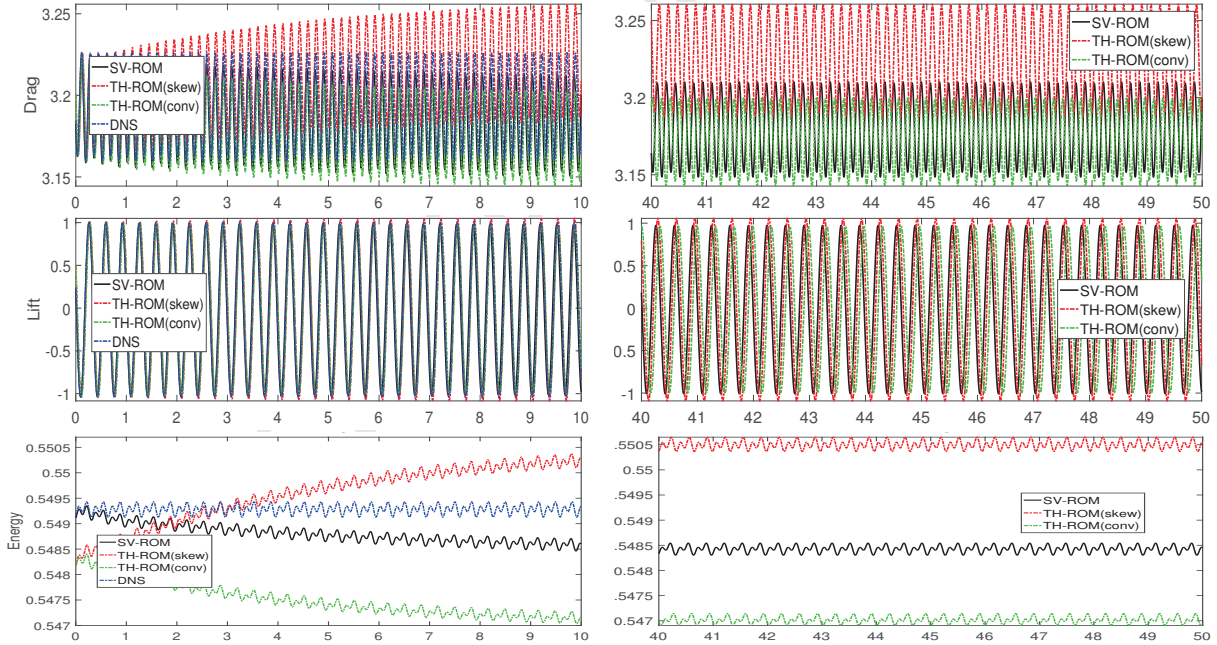 3.25
3.2
3.15
Drag
SV-ROM
TH-ROM(skew)
TH-ROM(conv)
DNS
0 1 2 3 4 5 6 7 8 9 10
3.25
3.2
3.15
SV-ROM
TH-ROM(skew)
TH-ROM(conv)
40 41 42 43 44 45 46 47 48 49 50
1
0.5
0
-0.5
-1
Lift
SV-ROM
TH-ROM(skew)
TH-ROM(conv)
DNS
0 1 2 3 4 5 6 7 8 9 10
1
0.5
0
0.5
-1
SV-ROM
TH-ROM(skew)
TH-ROM(conv)
40 41 42 43 44 45 46 47 48 49 50
0.5505
0.55
0.5495
0.549
0.5485
0.548
0.5475
0.547
Energy
SV-ROM
TH-ROM(skew)
TH-ROM(conv)
DNS
0 1 2 3 4 5 6 7 8 9 10
.5505
0.55
.5495
0.549
.5485
0.548
.5475
0.547
SV-ROM
TH-ROM(skew)
TH-ROM(conv)
40 41 42 43 44 45 46 47 48 49 50